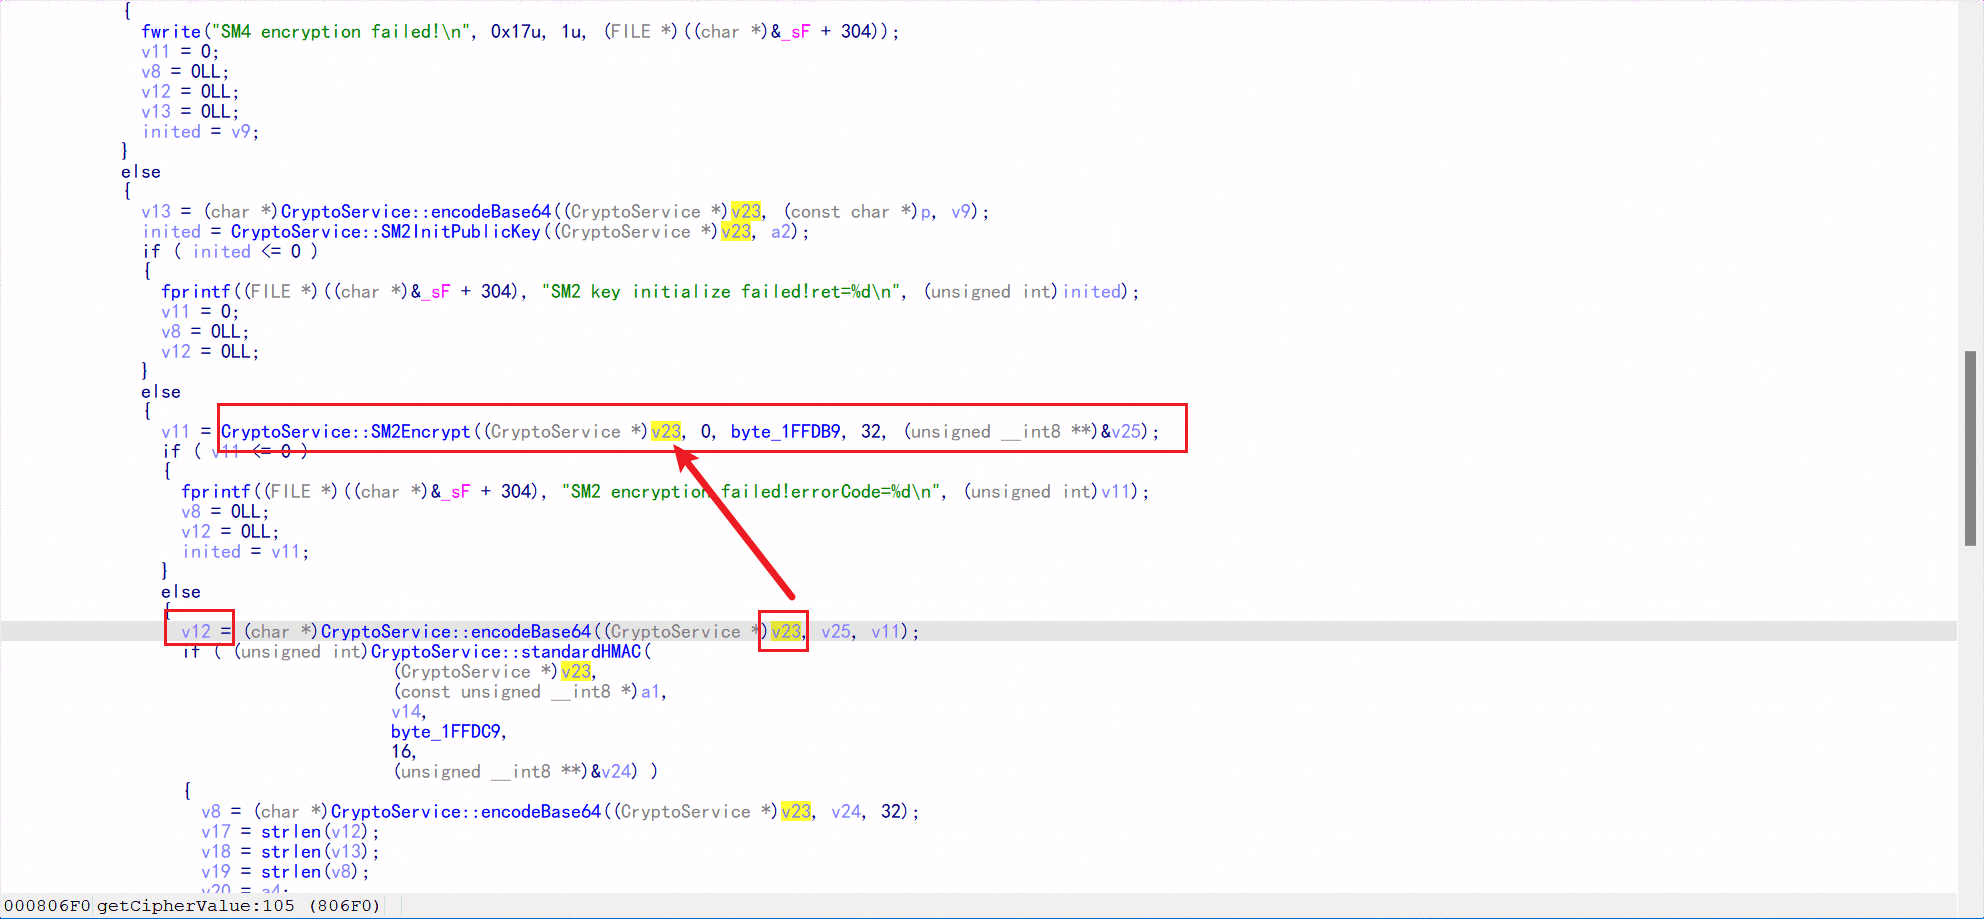 {
fwrite("SM4 encryption failed!\n", 0x17u, 1u, (FILE *)((char *)&_sF + 304));
v11 = 0;
v8 = 0LL;
v12 = 0LL;
v13 = 0LL;
inited = v9;
}
else
{
v13 = (char *)CryptoService::encodeBase64((CryptoService *)v23, (const char *)p, v9);
inited = CryptoService::SM2InitPublicKey((CryptoService *)v23, a2);
if ( inited <= 0 )
{
fprintf((FILE *)((char *)&_sF + 304), "SM2 key initialize failed!ret=%d\n", (unsigned int)inited);
v11 = 0;
v8 = 0LL;
v12 = 0LL;
}
else
{
v11 = CryptoService::SM2Encrypt((CryptoService *)v23, 0, byte_1FFDB9, 32, (unsigned __int8 **)&v25);
if ( v11 <= 0 )
{
fprintf((FILE *)((char *)&_sF + 304), "SM2 encryption failed!errorCode=%d\n", (unsigned int)v11);
v8 = 0LL;
v12 = 0LL;
inited = v11;
}
else
{
v12 = (char *)CryptoService::encodeBase64((CryptoService *)v23, v25, v11);
if ( (unsigned int)CryptoService::standardHMAC(
(CryptoService *)v23,
(const unsigned __int8 *)a1,
v14,
byte_1FFDC9,
16,
(unsigned __int8 **)&v24) )
{
v8 = (char *)CryptoService::encodeBase64((CryptoService *)v23, v24, 32);
v17 = strlen(v12);
v18 = strlen(v13);
v19 = strlen(v8);
v20 = a4;
000806F0 getCipherValue:105 (806F0)